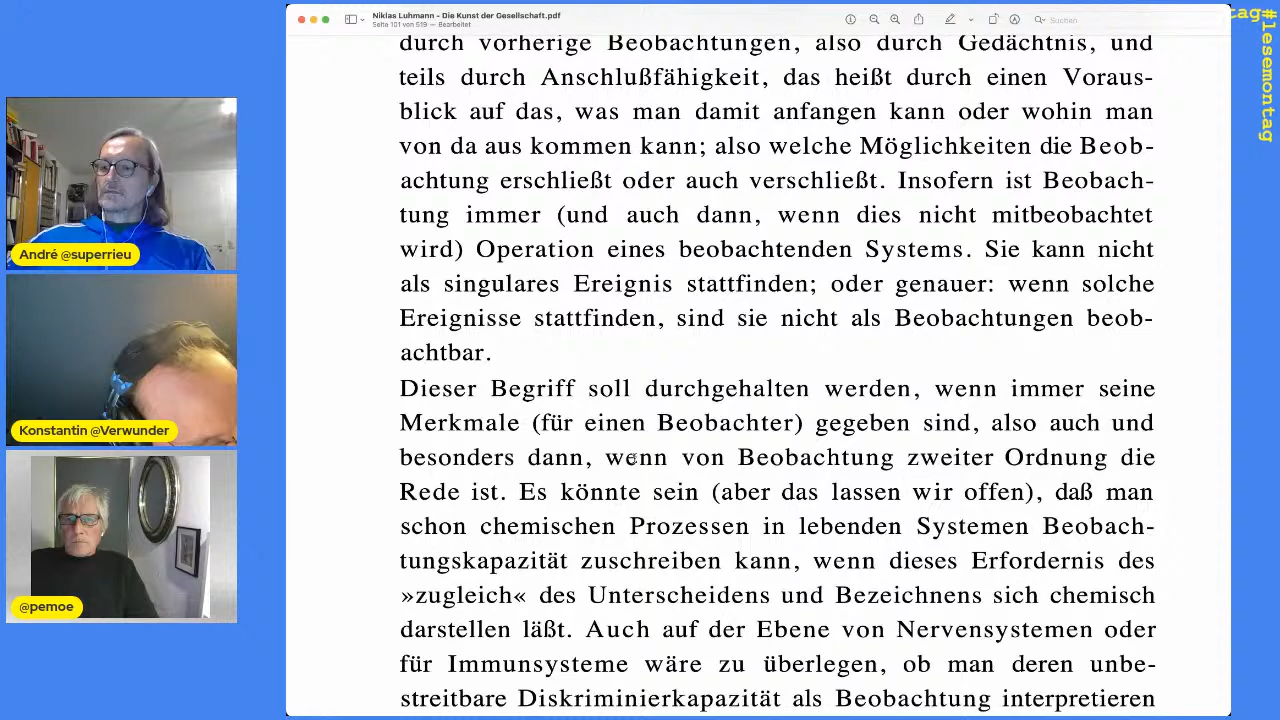 Niklas Luhmann - Die Kunst der Gesellschaft.pdf
Seite 101 von 519 — Bearbeitet
Suchen
tag#lesemontag
durch vorherige Beobachtungen, also durch Gedächtnis, und
teils durch Anschlußfähigkeit, das heißt durch einen Voraus-
blick auf das, was man damit anfangen kann oder wohin man
von da aus kommen kann; also welche Möglichkeiten die Beob-
achtung erschließt oder auch verschließt. Insofern ist Beobach-
tung immer (und auch dann, wenn dies nicht mitbeobachtet
wird) Operation eines beobachtenden Systems. Sie kann nicht
als singulares Ereignis stattfinden; oder genauer: wenn solche
Ereignisse stattfinden, sind sie nicht als Beobachtungen beob-
achtbar.
Dieser Begriff soll durchgehalten werden, wenn immer seine
Merkmale (für einen Beobachter) gegeben sind, also auch und
besonders dann, wenn von Beobachtung zweiter Ordnung die
Rede ist. Es könnte sein (aber das lassen wir offen), daß man
schon chemischen Prozessen in lebenden Systemen Beobach-
tungskapazität zuschreiben kann, wenn dieses Erfordernis des
»zugleich« des Unterscheidens und Bezeichnens sich chemisch
darstellen läßt. Auch auf der Ebene von Nervensystemen oder
für Immunsysteme wäre zu überlegen, ob man deren unbe-
streitbare Diskriminierkapazität als Beobachtung interpretieren
André @superrieu
Konstantin @Verwunder
@pemoe